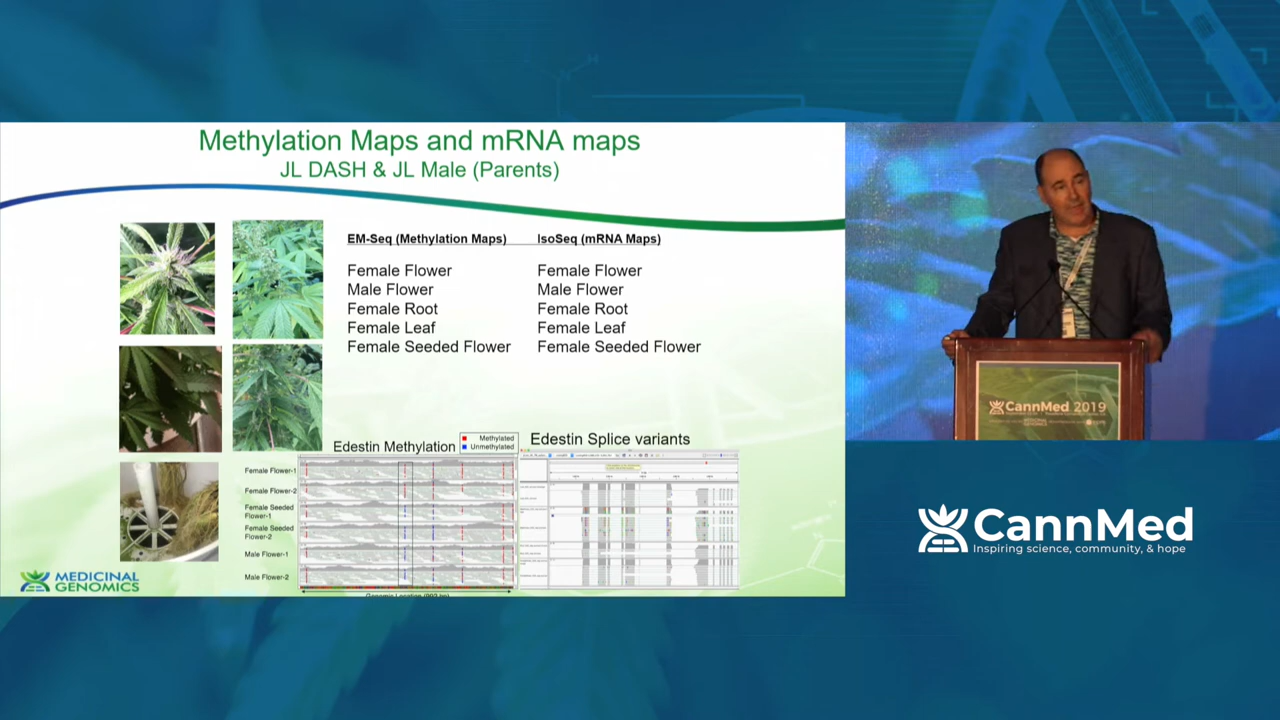 Methylation Maps and mRNA maps
JL DASH & JL Male (Parents)
EM-Seq (Methylation Maps)
Female Flower
Male Flower
Female Root
Female Leaf
Female Seeded Flower
IsoSeq (mRNA Maps)
Female Flower
Male Flower
Female Root
Female Leaf
Female Seeded Flower
Edestin Methylation
Methylated
Unmethylated
Female Flower-1
Female Flower-2
Female Seeded
Flower-1
Female Seeded
Flower-2
Male Flower-1
Male Flower-2
Edestin Splice variants
MEDICINAL
GENOMICS
CannMed 2019
CannMed
Inspiring science, community, & hope